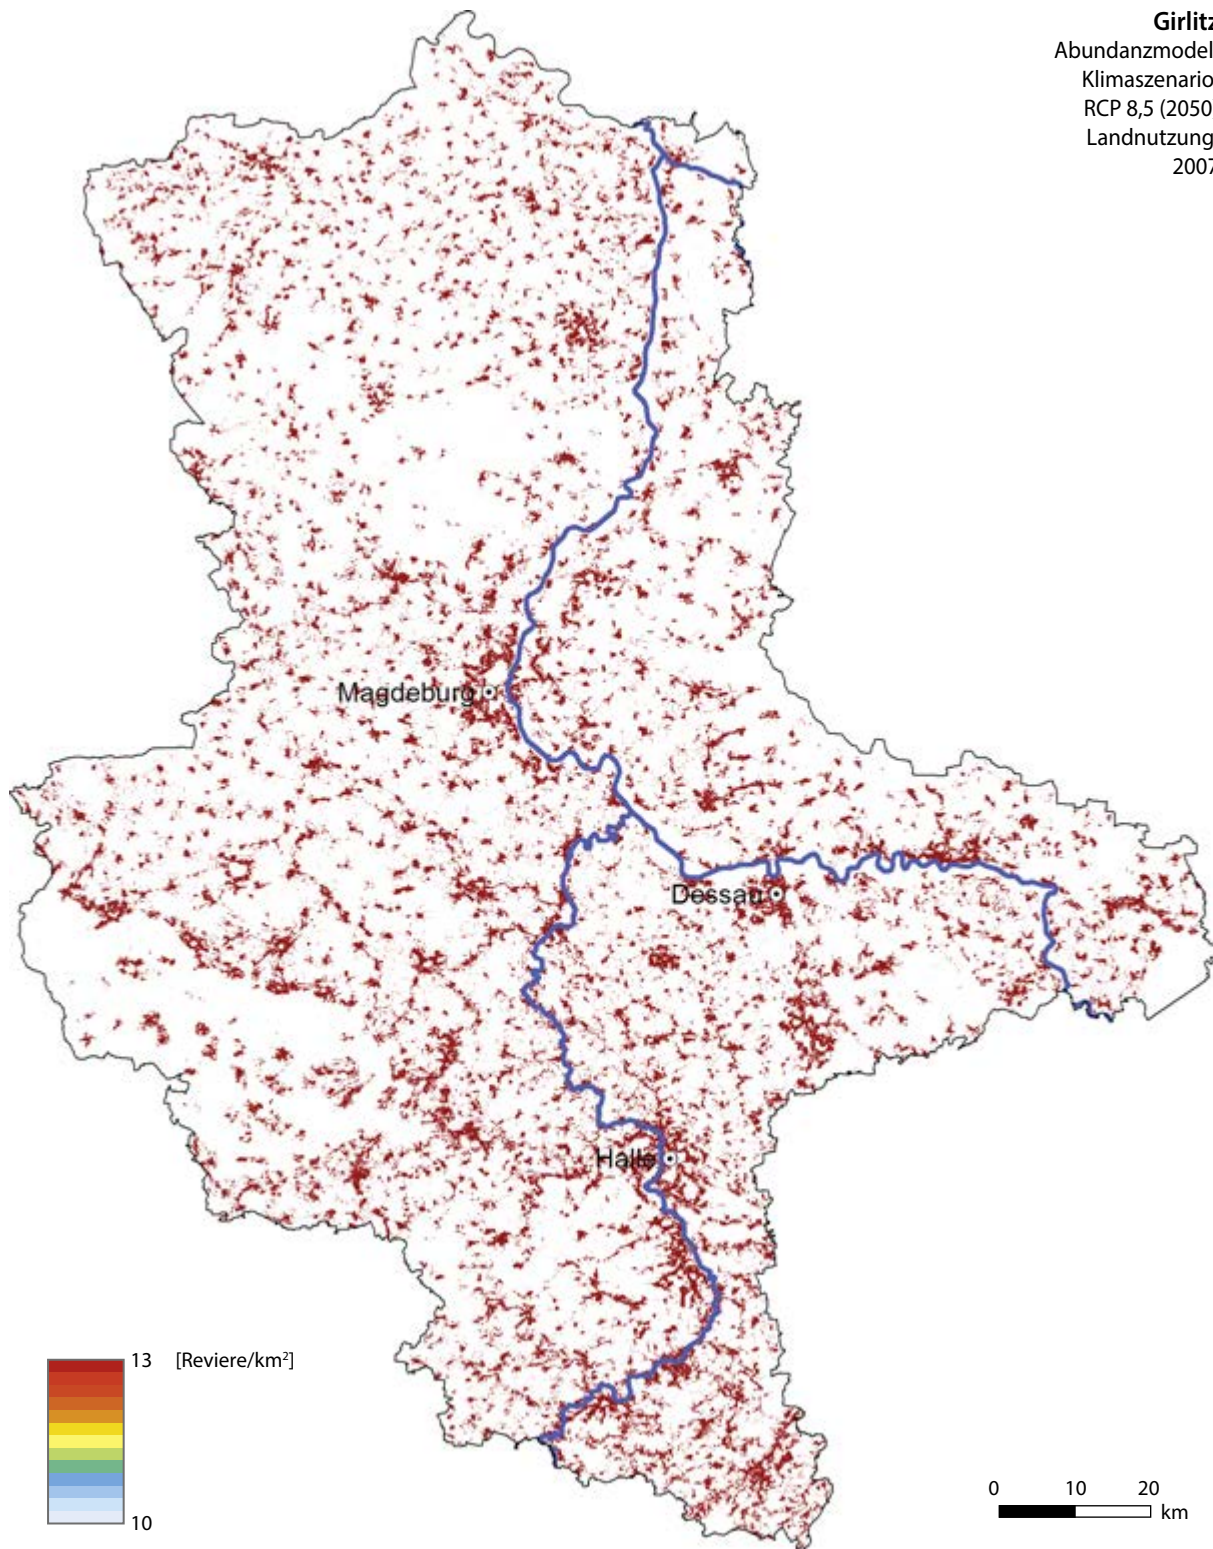 Girlitz
Abundanzmodel
Klimaszenario
RCP 8,5 (2050
Landnutzung
2007
Magdeburg
Dessau
Halle
13 [Reviere/km²]
10
0 10 20
km